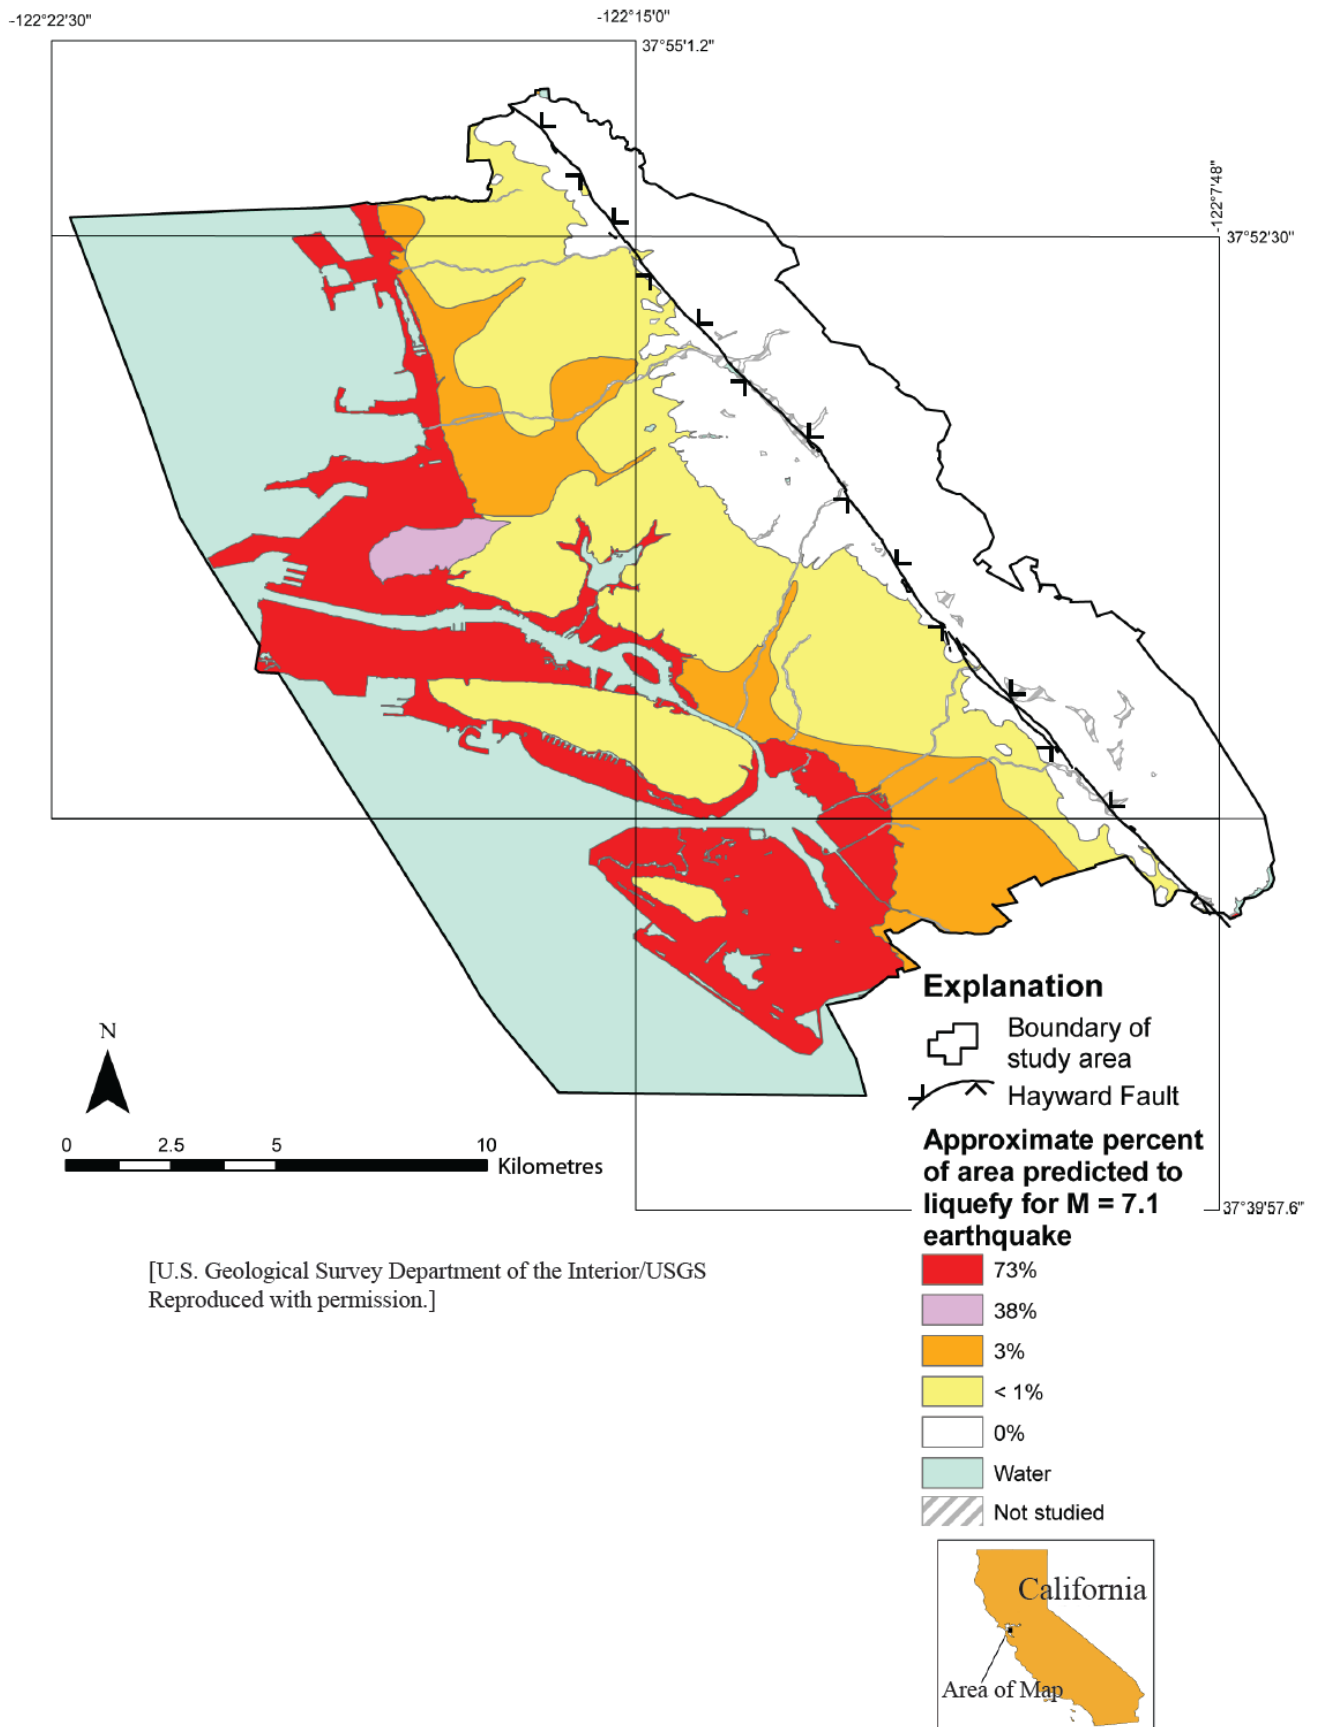 -122°22'30"
-122°15'0"
37°55'1.2"
-122°7'48"
37°52'30"
N
0 2.5 5 10
Kilometres
[U.S. Geological Survey Department of the Interior/USGS
Reproduced with permission.]
Explanation
Boundary of
study area
Hayward Fault
Approximate percent
of area predicted to
liquefy for M = 7.1
earthquake
37°39'57.6"
73%
38%
3%
< 1%
0%
Water
Not studied
California
Area of Map